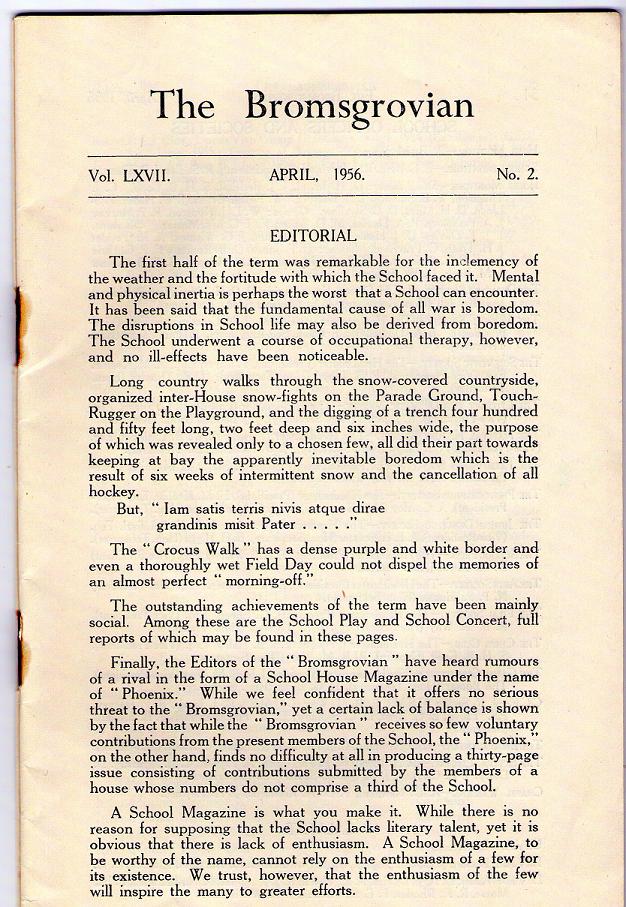 The Bromsgrovian
Vol. LXVII. APRIL, 1956. No. 2.
EDITORIAL
The first half of the term was remarkable for the inclemency of
the weather and the fortitude with which the School faced it. Mental
and physical inertia is perhaps the worst that a School can encounter.
It has been said that the fundamental cause of all war is boredom.
The disruptions in School life may also be derived from boredom.
The School underwent a course of occupational therapy, however,
and no ill-effects have been noticeable.
Long country walks through the snow-covered countryside,
organized inter-House snow-fights on the Parade Ground, Touch-
Rugger on the Playground, and the digging of a trench four hundred
and fifty feet long, two feet deep and six inches wide, the purpose
of which was revealed only to a chosen few, all did their part towards
keeping at bay the apparently inevitable boredom which is the
result of six weeks of intermittent snow and the cancellation of all
hockey.
But, “ Iam satis terris nivis atque dirae
grandinis misit Pater . . . . .”
The “ Crocus Walk ” has a dense purple and white border and
even a thoroughly wet Field Day could not dispel the memories of
an almost perfect “ morning-off.”
The outstanding achievements of the term have been mainly
social. Among these are the School Play and School Concert, full
reports of which may be found in these pages.
Finally, the Editors of the “ Bromsgrovian ” have heard rumours
of a rival in the form of a School House Magazine under the name
of “ Phoenix.” While we feel confident that it offers no serious
threat to the “ Bromsgrovian,” yet a certain lack of balance is shown
by the fact that while the “ Bromsgrovian ” receives so few voluntary
contributions from the present members of the School, the “ Phoenix,”
on the other hand, finds no difficulty at all in producing a thirty-page
issue consisting of contributions submitted by the members of a
house whose numbers do not comprise a third of the School.
A School Magazine is what you make it. While there is no
reason for supposing that the School lacks literary talent, yet it is
obvious that there is lack of enthusiasm. A School Magazine, to
be worthy of the name, cannot rely on the enthusiasm of a few for
its existence. We trust, however, that the enthusiasm of the few
will inspire the many to greater efforts.